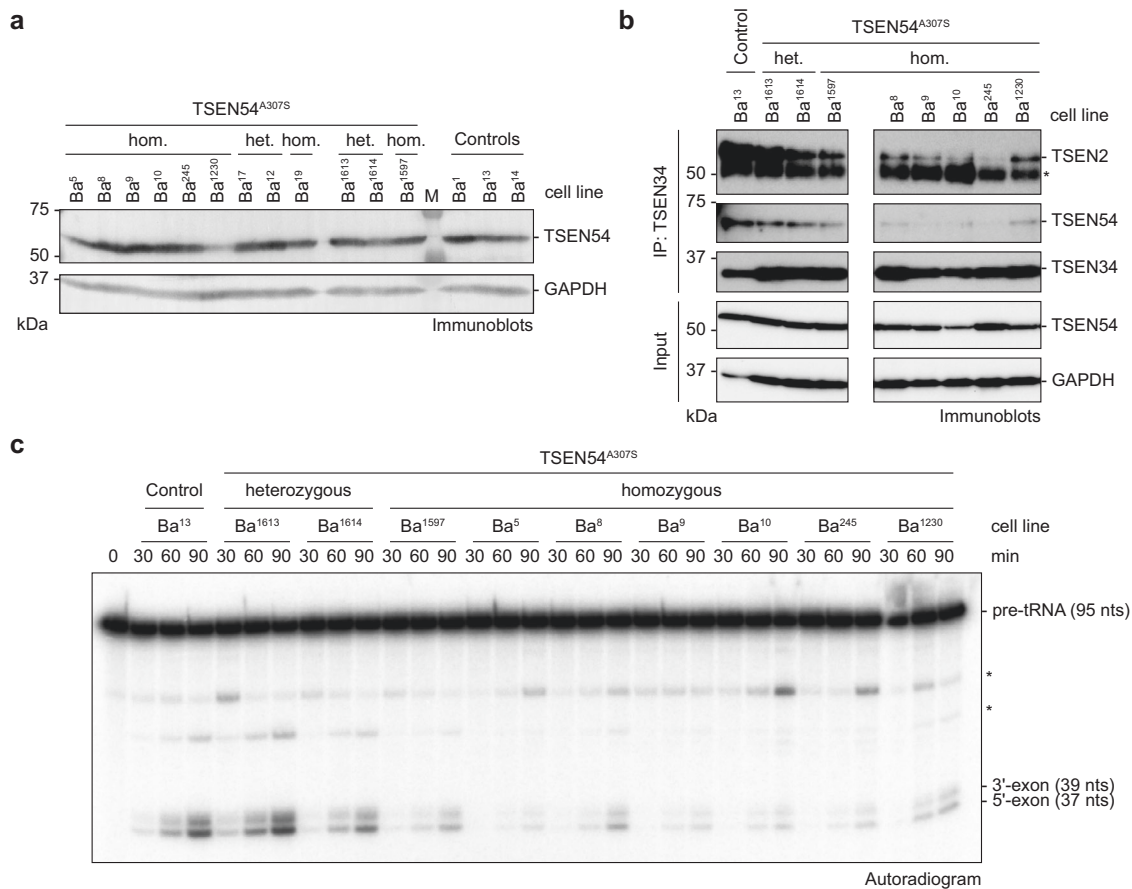 a
TSEN54A307S
hom. het. hom. het. hom. Controls
Ba5 Ba8 Ba9 Ba10 Ba245 Ba1230 Ba17 Ba12 Ba19 Ba1613 Ba1614 Ba1597 M Ba1 Ba13 Ba14 cell line
75
TSEN54
50
37
GAPDH
kDa
Immunoblots
b
TSEN54A307S
Control het. hom.
Ba13 Ba1613 Ba1614 Ba1597 Ba8 Ba9 Ba10 Ba245 Ba1230 cell line
IP: TSEN34
TSEN2
50 *
TSEN54
37
TSEN34
Input
50 TSEN54
37
GAPDH
kDa
Immunoblots
c
TSEN54A307S
Control heterozygous homozygous
Ba13 Ba1613 Ba1614 Ba1597 Ba5 Ba8 Ba9 Ba10 Ba245 Ba1230 cell line
0 30 60 90 30 60 90 30 60 90 30 60 90 30 60 90 30 60 90 30 60 90 30 60 90 30 60 90 30 60 90 min
pre-tRNA (95 nts)
*
*
3'-exon (39 nts)
5'-exon (37 nts)
Autoradiogram